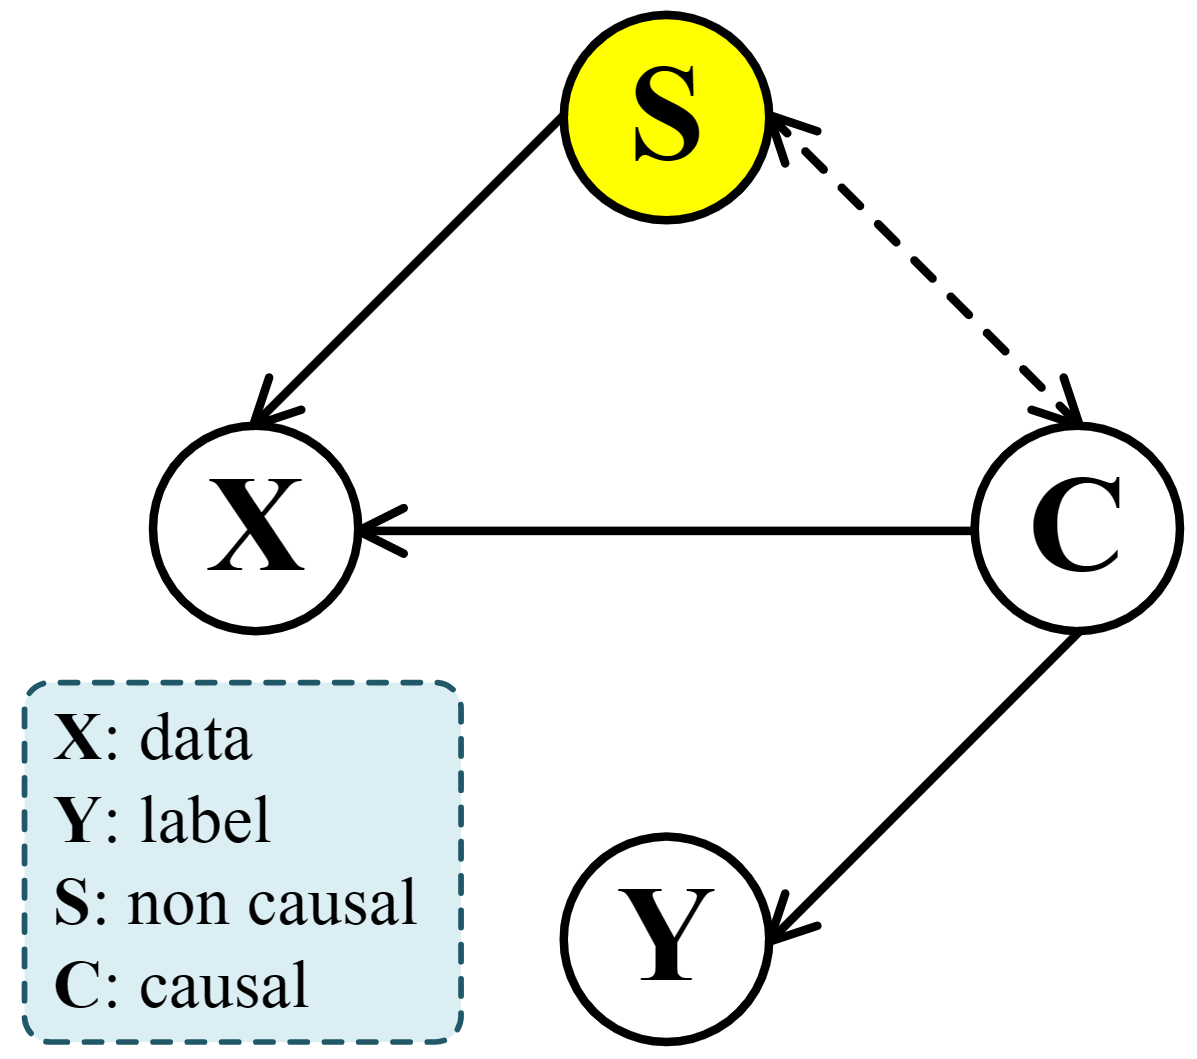 S
X
C
Y
X: data
Y: label
S: non causal
C: causal